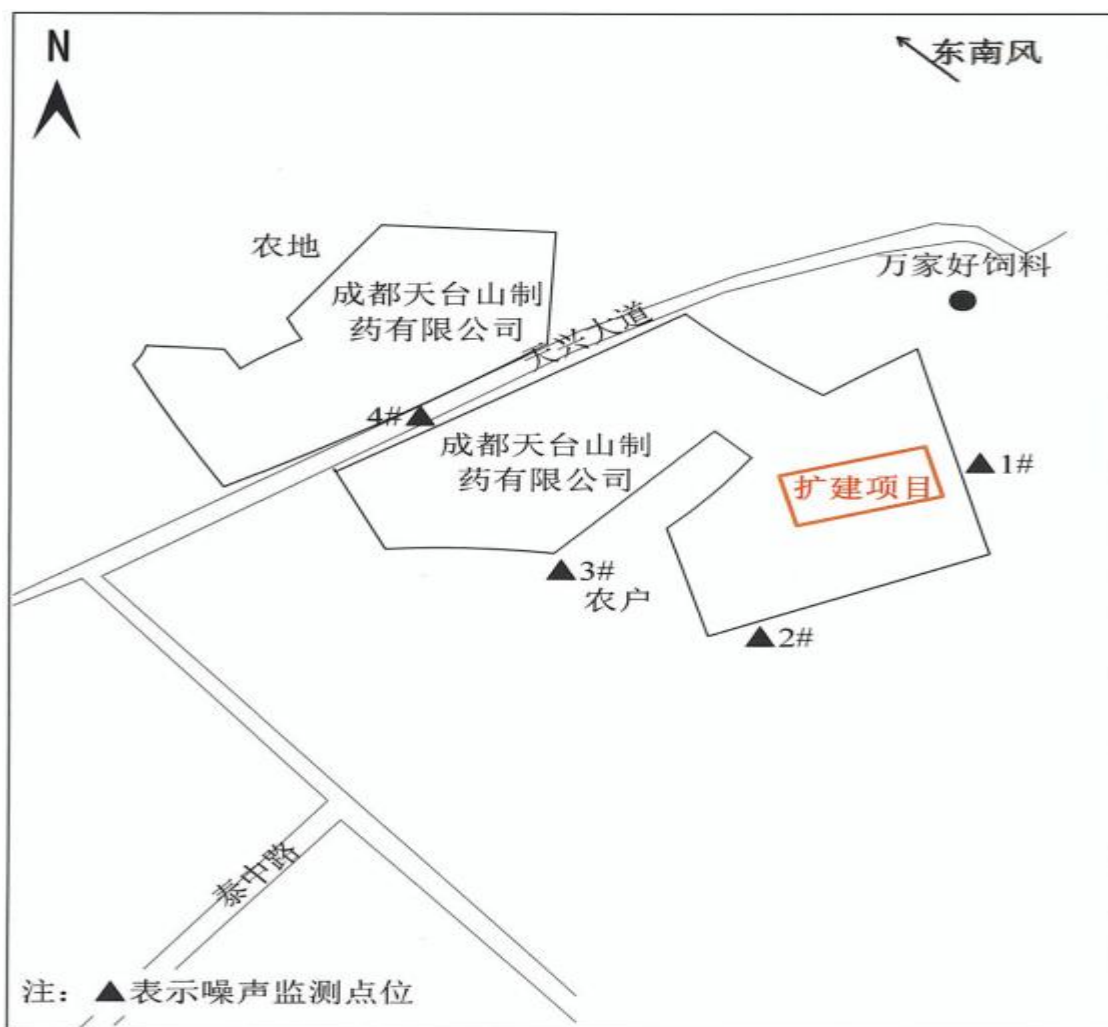 N
东南风
农地
万家好饲料
成都天台山制
药有限公司
天兴大道
4#
成都天台山制
药有限公司
1#
扩建项目
3#
农户
2#
泰中路
注：▲表示噪声监测点位